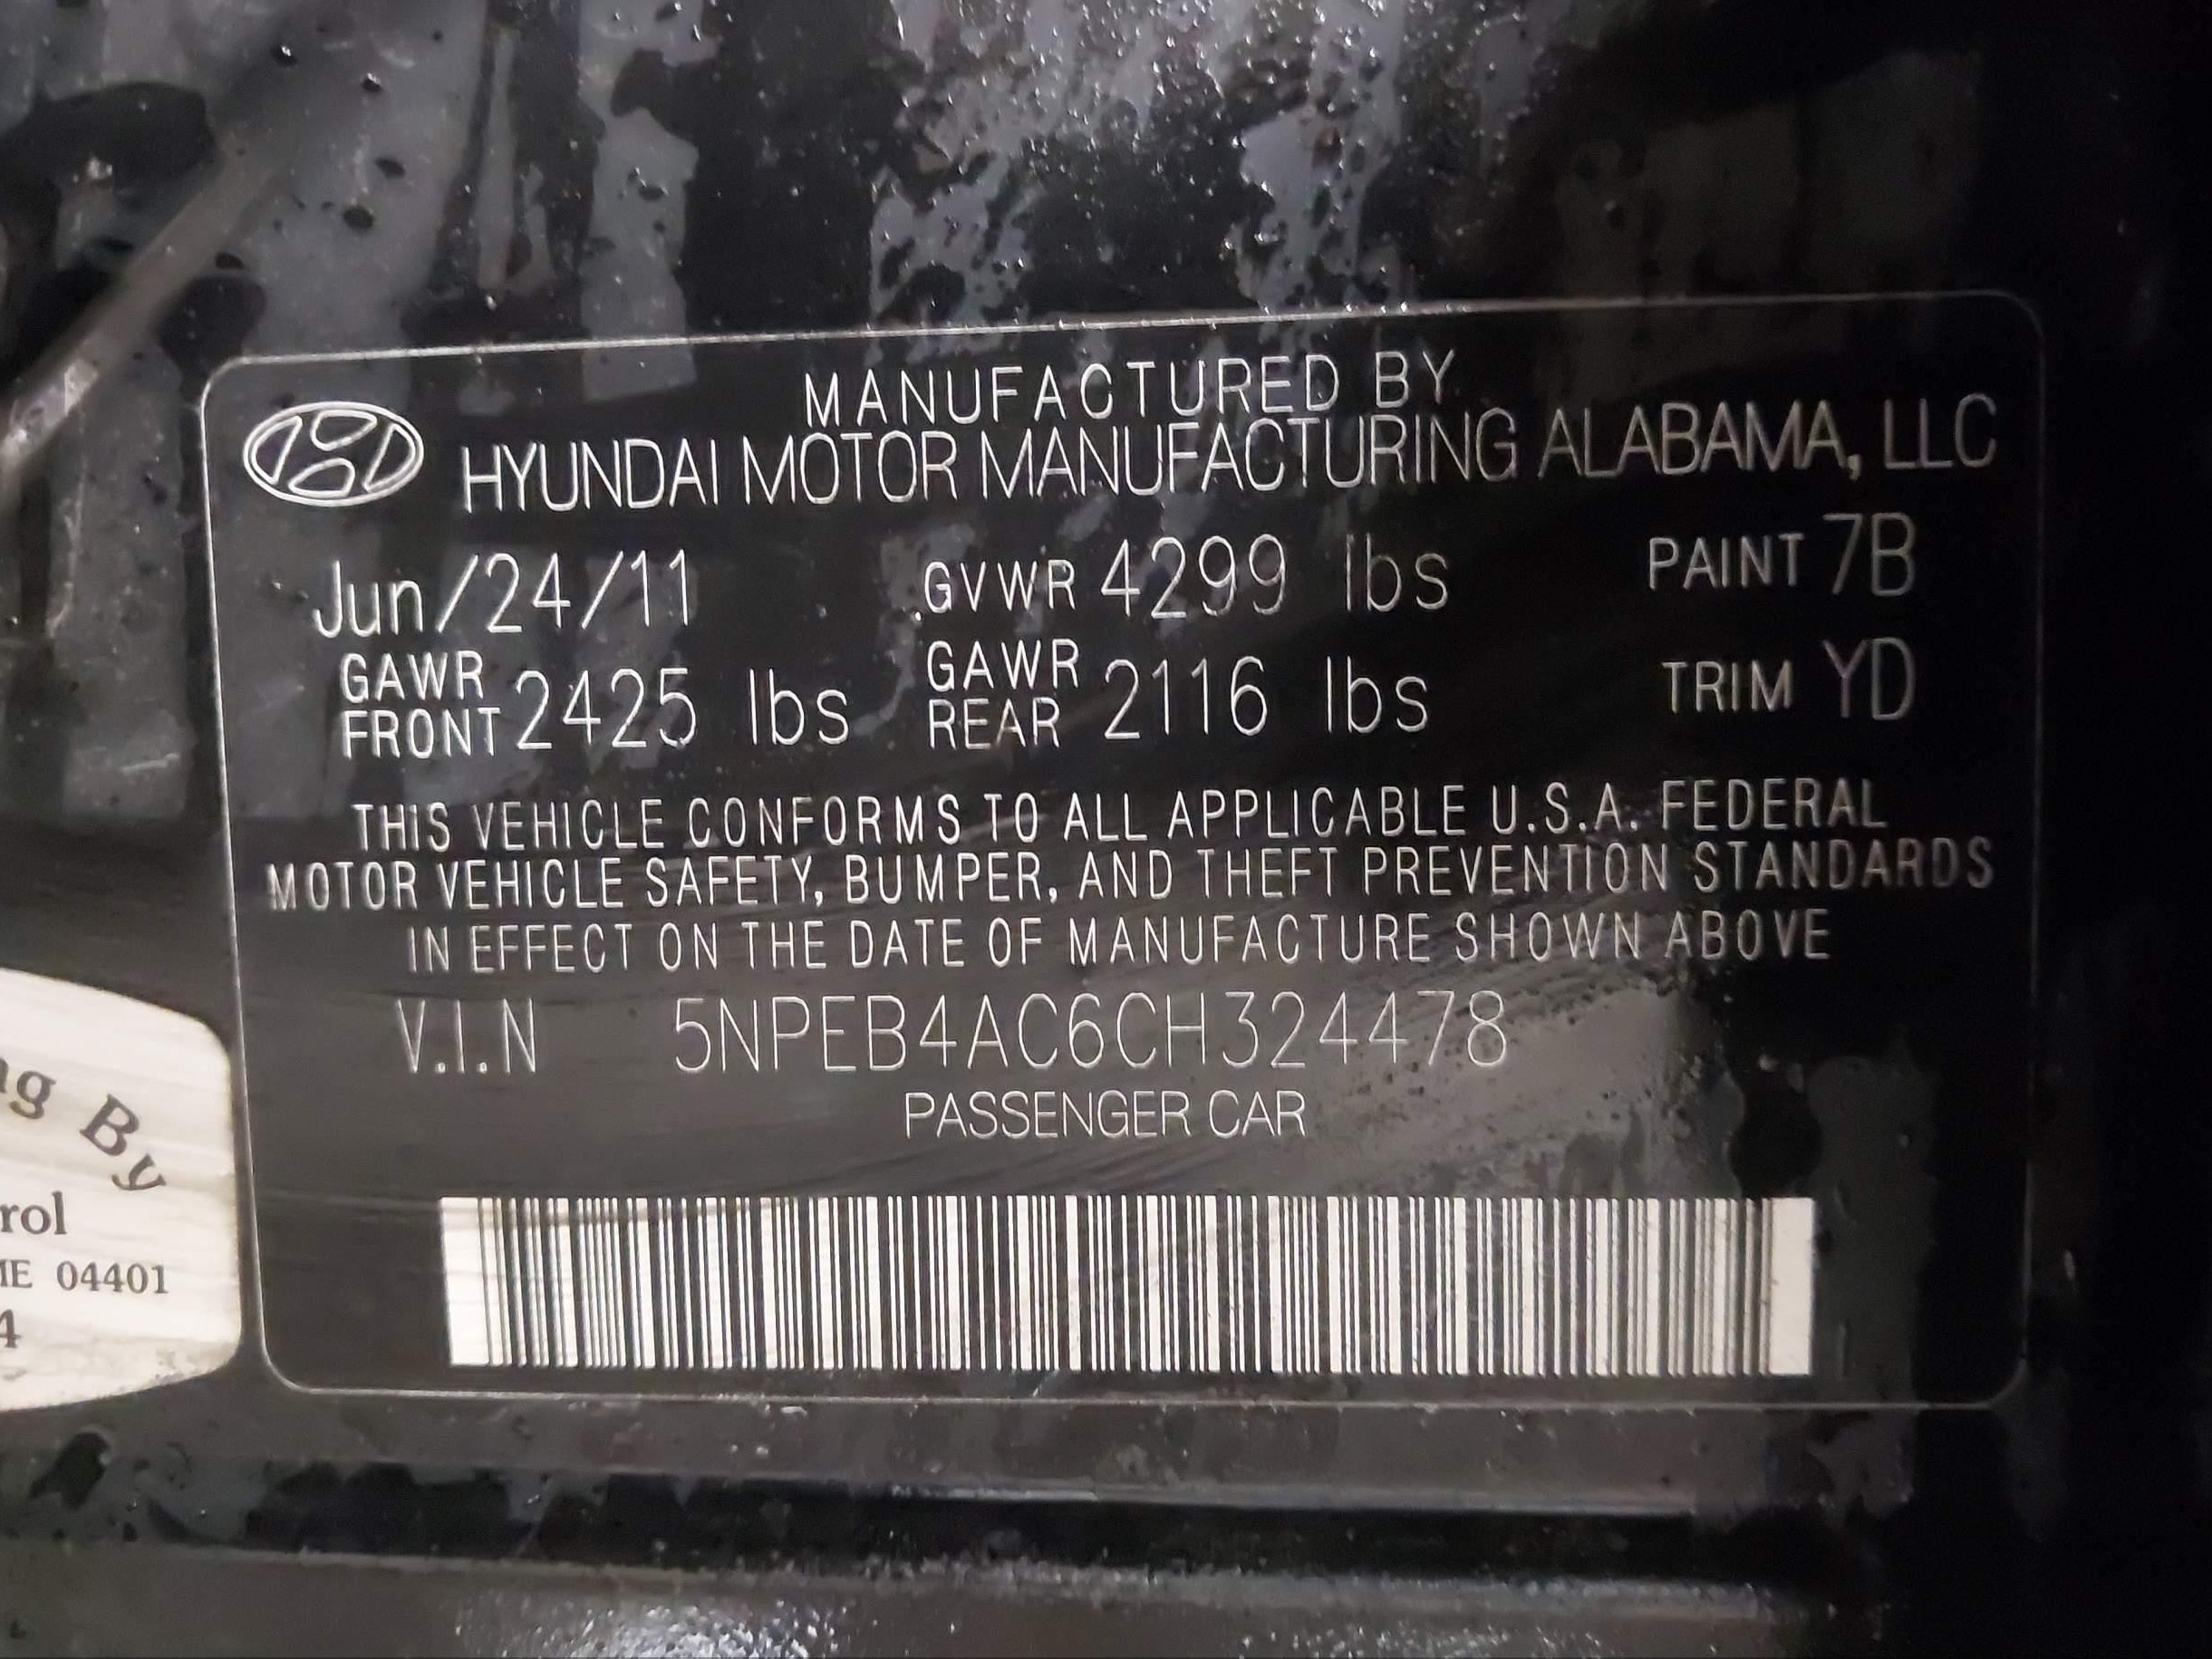 MANUFACTURED BY
HYUNDAI MOTOR MANUFACTURING ALABAMA, LLC
Jun/24/11 GVWR 4299 lbs PAINT 7B
GAWR FRONT 2425 lbs GAWR REAR 2116 lbs TRIM YD
THIS VEHICLE CONFORMS TO ALL APPLICABLE U.S.A. FEDERAL
MOTOR VEHICLE SAFETY, BUMPER, AND THEFT PREVENTION STANDARDS
IN EFFECT ON THE DATE OF MANUFACTURE SHOWN ABOVE
V.I.N 5NPEB4AC6CH324478
PASSENGER CAR
By
04401